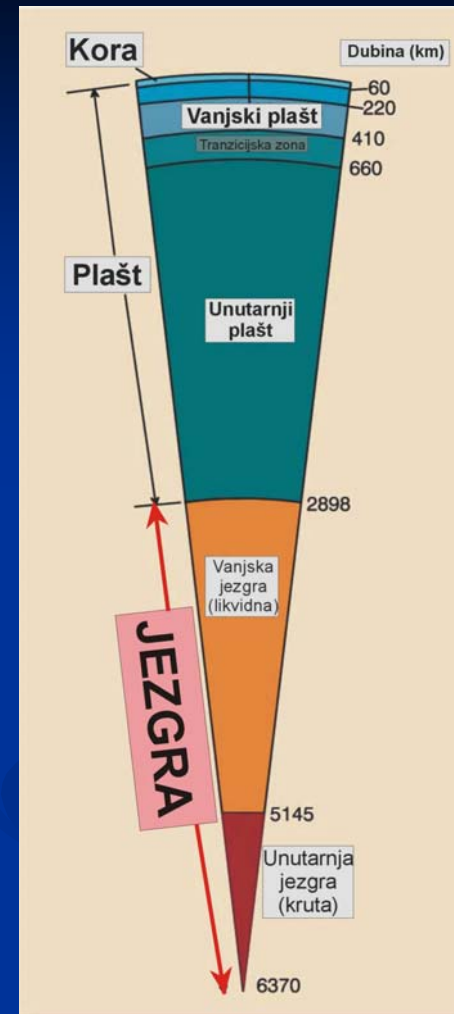 Kora
Dubina (km)
60
220
Vanjski plašt
410
Tranzicijska zona
660
Plašt
Unutarnji
plašt
2898
Vanjska
jezgra
(likvidna)
JEZGRA
5145
Unutarnja
jezgra
(kruta)
6370